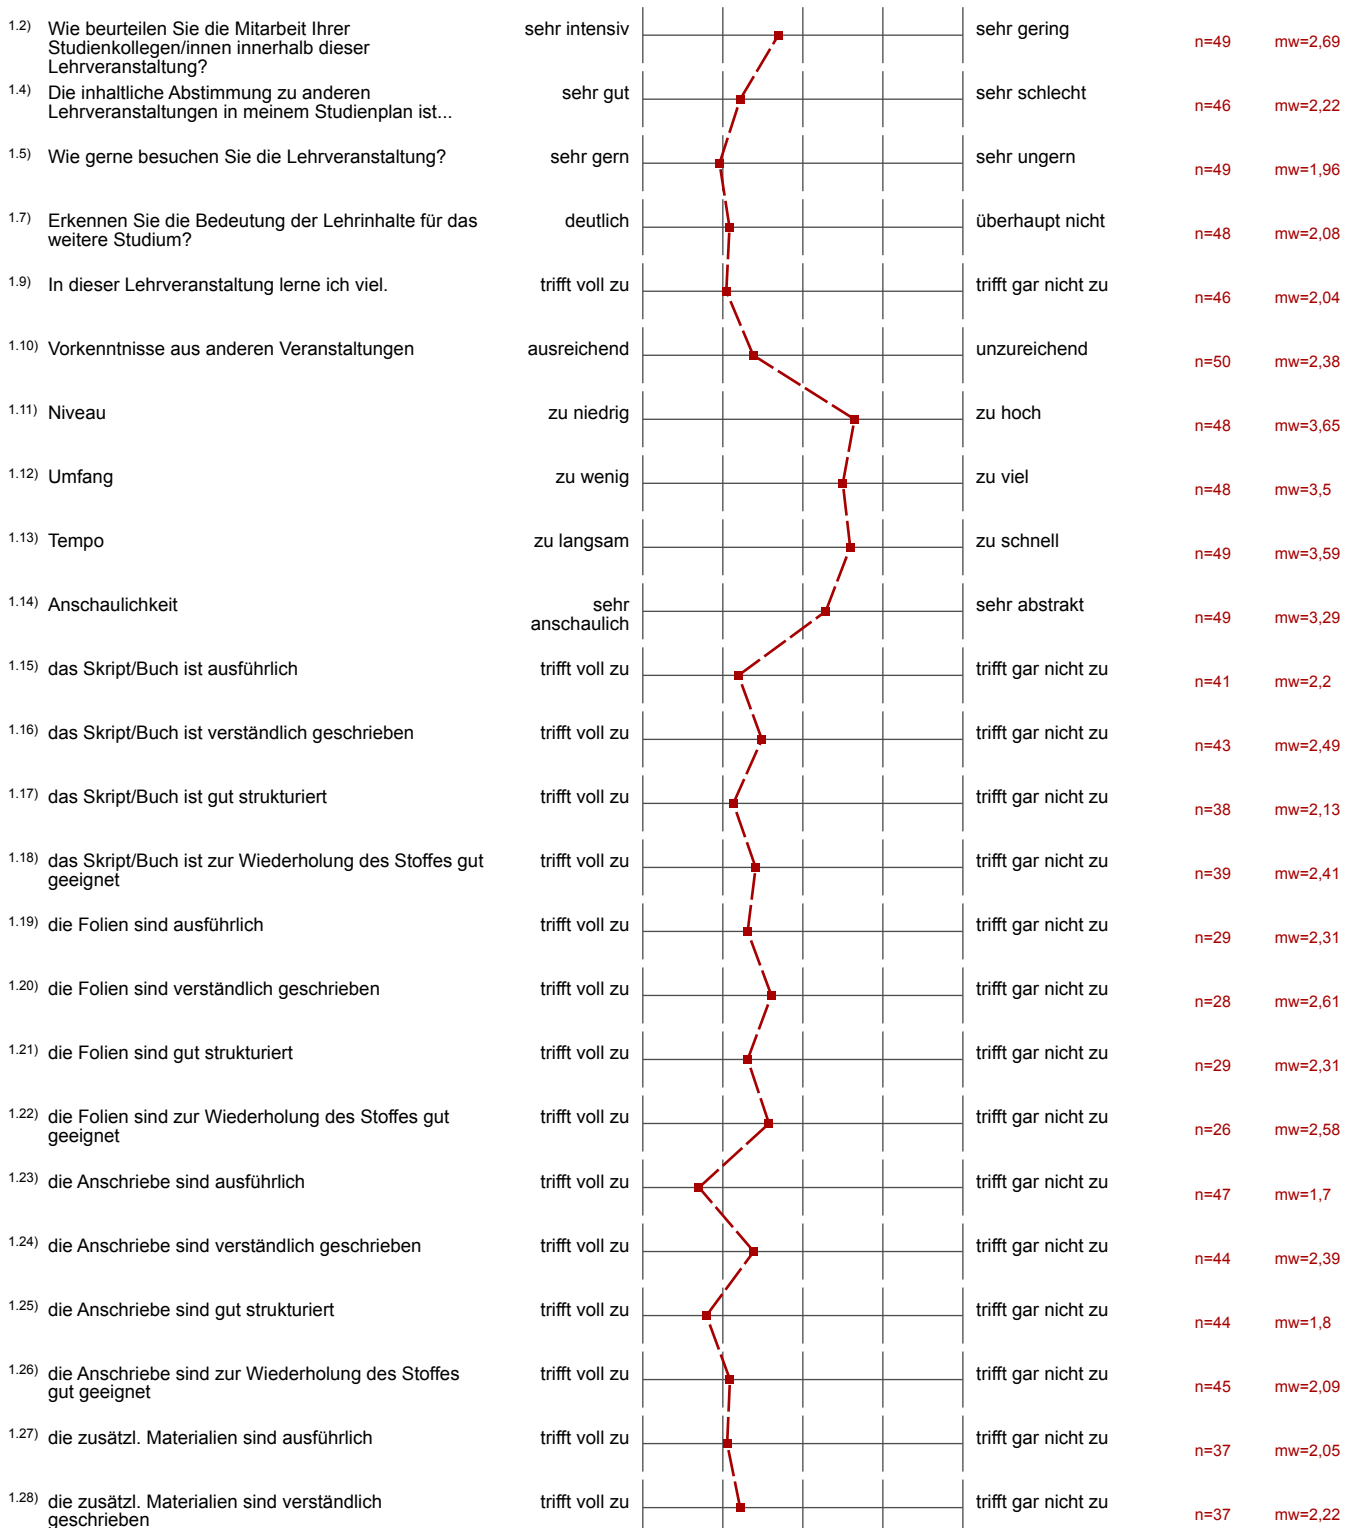 1.2) Wie beurteilen Sie die Mitarbeit Ihrer
Studienkollegen/innen innerhalb dieser
Lehrveranstaltung?
sehr intensiv
sehr gering
n=49 mw=2,69
1.4) Die inhaltliche Abstimmung zu anderen
Lehrveranstaltungen in meinem Studienplan ist...
sehr gut
sehr schlecht
n=46 mw=2,22
1.5) Wie gerne besuchen Sie die Lehrveranstaltung?
sehr gern
sehr ungern
n=49 mw=1,96
1.7) Erkennen Sie die Bedeutung der Lehrinhalte für das
weitere Studium?
deutlich
überhaupt nicht
n=48 mw=2,08
1.9) In dieser Lehrveranstaltung lerne ich viel.
trifft voll zu
trifft gar nicht zu
n=46 mw=2,04
1.10) Vorkenntnisse aus anderen Veranstaltungen
ausreichend
unzureichend
n=50 mw=2,38
1.11) Niveau
zu niedrig
zu hoch
n=48 mw=3,65
1.12) Umfang
zu wenig
zu viel
n=48 mw=3,5
1.13) Tempo
zu langsam
zu schnell
n=49 mw=3,59
1.14) Anschaulichkeit
sehr
anschaulich
sehr abstrakt
n=49 mw=3,29
1.15) das Skript/Buch ist ausführlich
trifft voll zu
trifft gar nicht zu
n=41 mw=2,2
1.16) das Skript/Buch ist verständlich geschrieben
trifft voll zu
trifft gar nicht zu
n=43 mw=2,49
1.17) das Skript/Buch ist gut strukturiert
trifft voll zu
trifft gar nicht zu
n=38 mw=2,13
1.18) das Skript/Buch ist zur Wiederholung des Stoffes gut
geeignet
trifft voll zu
trifft gar nicht zu
n=39 mw=2,41
1.19) die Folien sind ausführlich
trifft voll zu
trifft gar nicht zu
n=29 mw=2,31
1.20) die Folien sind verständlich geschrieben
trifft voll zu
trifft gar nicht zu
n=28 mw=2,61
1.21) die Folien sind gut strukturiert
trifft voll zu
trifft gar nicht zu
n=29 mw=2,31
1.22) die Folien sind zur Wiederholung des Stoffes gut
geeignet
trifft voll zu
trifft gar nicht zu
n=26 mw=2,58
1.23) die Anschriebe sind ausführlich
trifft voll zu
trifft gar nicht zu
n=47 mw=1,7
1.24) die Anschriebe sind verständlich geschrieben
trifft voll zu
trifft gar nicht zu
n=44 mw=2,39
1.25) die Anschriebe sind gut strukturiert
trifft voll zu
trifft gar nicht zu
n=44 mw=1,8
1.26) die Anschriebe sind zur Wiederholung des Stoffes
gut geeignet
trifft voll zu
trifft gar nicht zu
n=45 mw=2,09
1.27) die zusätzl. Materialien sind ausführlich
trifft voll zu
trifft gar nicht zu
n=37 mw=2,05
1.28) die zusätzl. Materialien sind verständlich
geschrieben
trifft voll zu
trifft gar nicht zu
n=37 mw=2,22